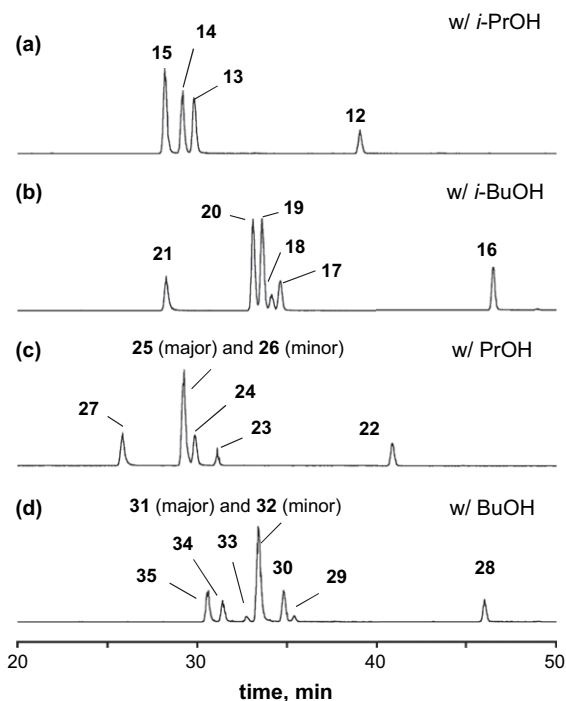 (a)
w/ i-PrOH
15
14
13
12
(b)
w/ i-BuOH
20
19
18
17
21
16
(c)
w/ PrOH
25 (major) and 26 (minor)
27
24
23
22
(d)
w/ BuOH
31 (major) and 32 (minor)
35
34
33
30
29
28
20 30 40 50
time, min